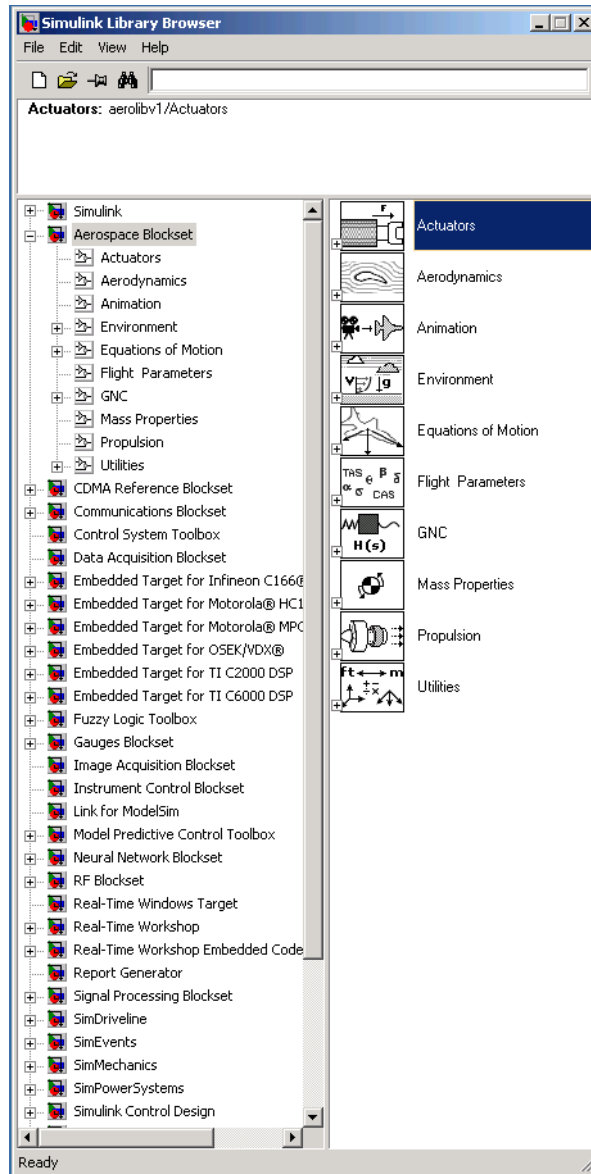 Simulink Library Browser
File Edit View Help
Actuators: aerolibv1/Actuators
Simulink
Aerospace Blockset
Actuators
Aerodynamics
Animation
Environment
Equations of Motion
Flight Parameters
GNC
Mass Properties
Propulsion
Utilities
CDMA Reference Blockset
Communications Blockset
Control System Toolbox
Data Acquisition Blockset
Embedded Target for Infineon C166®
Embedded Target for Motorola® HC1
Embedded Target for Motorola® MPC
Embedded Target for OSEK/VDX®
Embedded Target for TI C2000 DSP
Embedded Target for TI C6000 DSP
Fuzzy Logic Toolbox
Gauges Blockset
Image Acquisition Blockset
Instrument Control Blockset
Link for ModelSim
Model Predictive Control Toolbox
Neural Network Blockset
RF Blockset
Real-Time Windows Target
Real-Time Workshop
Real-Time Workshop Embedded Code
Report Generator
Signal Processing Blockset
SimDriveline
SimEvents
SimMechanics
SimPowerSystems
Simulink Control Design
F
Actuators
Aerodynamics
Animation
V g
Environment
Equations of Motion
TAS θ β δ
α σ CAS
Flight Parameters
H(s)
GNC
Mass Properties
Propulsion
ft m
Utilities
Ready